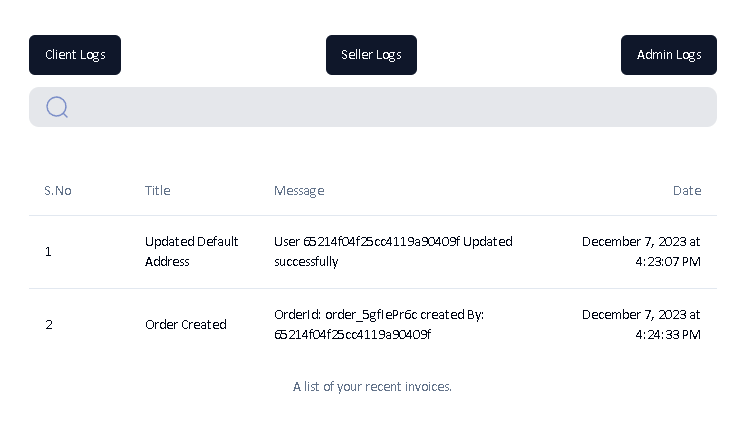 Client Logs Seller Logs Admin Logs
S.No Title Message Date
1 Updated Default Address User 65214f04f25cc4119a90409f Updated successfully December 7, 2023 at 4:23:07 PM
2 Order Created OrderId: order_5gfIePr6c created By: 65214f04f25cc4119a90409f December 7, 2023 at 4:24:33 PM
A list of your recent invoices.